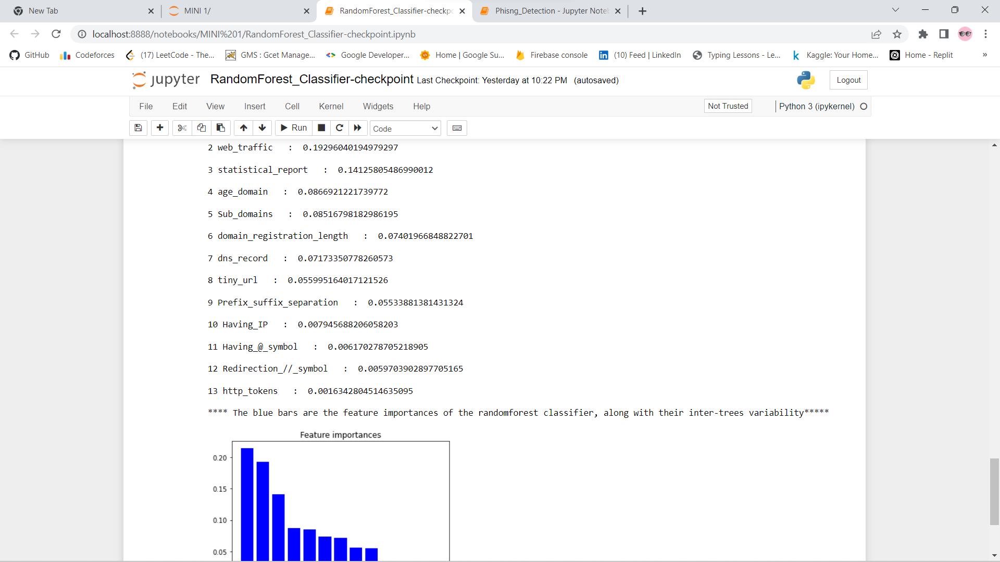 New Tab
MINI 1/
RandomForest_Classifier-checkpo
Phisng_Detection - Jupyter Note
localhost:8888/notebooks/MINI%201/RandomForest_Classifier-checkpoint.ipynb
GitHub
Codeforces
(17) LeetCode - The...
GMS : Gcet Manage...
Google Developer...
Home | Google Su...
Firebase console
(10) Feed | LinkedIn
Typing Lessons - Le...
Kaggle: Your Home...
Home - Replit
»
jupyter RandomForest_Classifier-checkpoint Last Checkpoint: Yesterday at 10:22 PM (autosaved)
Logout
File Edit View Insert Cell Kernel Widgets Help
Not Trusted
Python 3 (ipykernel)
Run
Code
2 web_traffic : 0.19296040194979297
3 statistical_report : 0.14125805486990012
4 age_domain : 0.0866921221739772
5 Sub_domains : 0.08516798182986195
6 domain_registration_length : 0.07401966848822701
7 dns_record : 0.07173350778260573
8 tiny_url : 0.055995164017121526
9 Prefix_suffix_separation : 0.05533881381431324
10 Having_IP : 0.007945688206058203
11 Having_@_symbol : 0.006170278705218905
12 Redirection_//_symbol : 0.0059703902897705165
13 http_tokens : 0.0016342804514635095
**** The blue bars are the feature importances of the randomforest classifier, along with their inter-trees variability*****
Feature importances
0.20
0.15
0.10
0.05